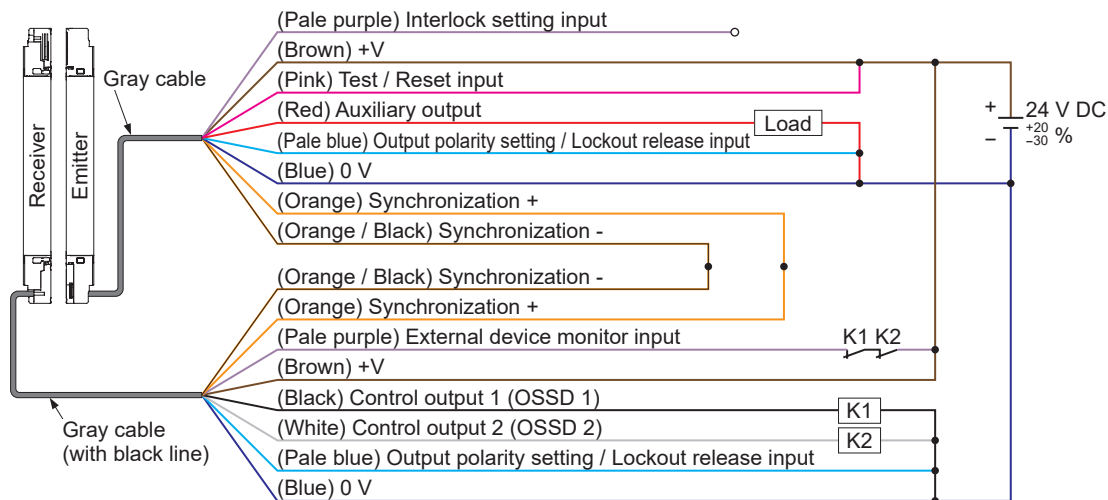 (Pale purple) Interlock setting input
(Brown) +V
Gray cable
(Pink) Test / Reset input
(Red) Auxiliary output
Load
+
24 V DC
+20
−30 %
−
(Pale blue) Output polarity setting / Lockout release input
(Blue) 0 V
Receiver
Emitter
(Orange) Synchronization +
(Orange / Black) Synchronization -
(Orange / Black) Synchronization -
(Orange) Synchronization +
(Pale purple) External device monitor input
K1 K2
(Brown) +V
(Black) Control output 1 (OSSD 1)
K1
Gray cable
(with black line)
(White) Control output 2 (OSSD 2)
K2
(Pale blue) Output polarity setting / Lockout release input
(Blue) 0 V